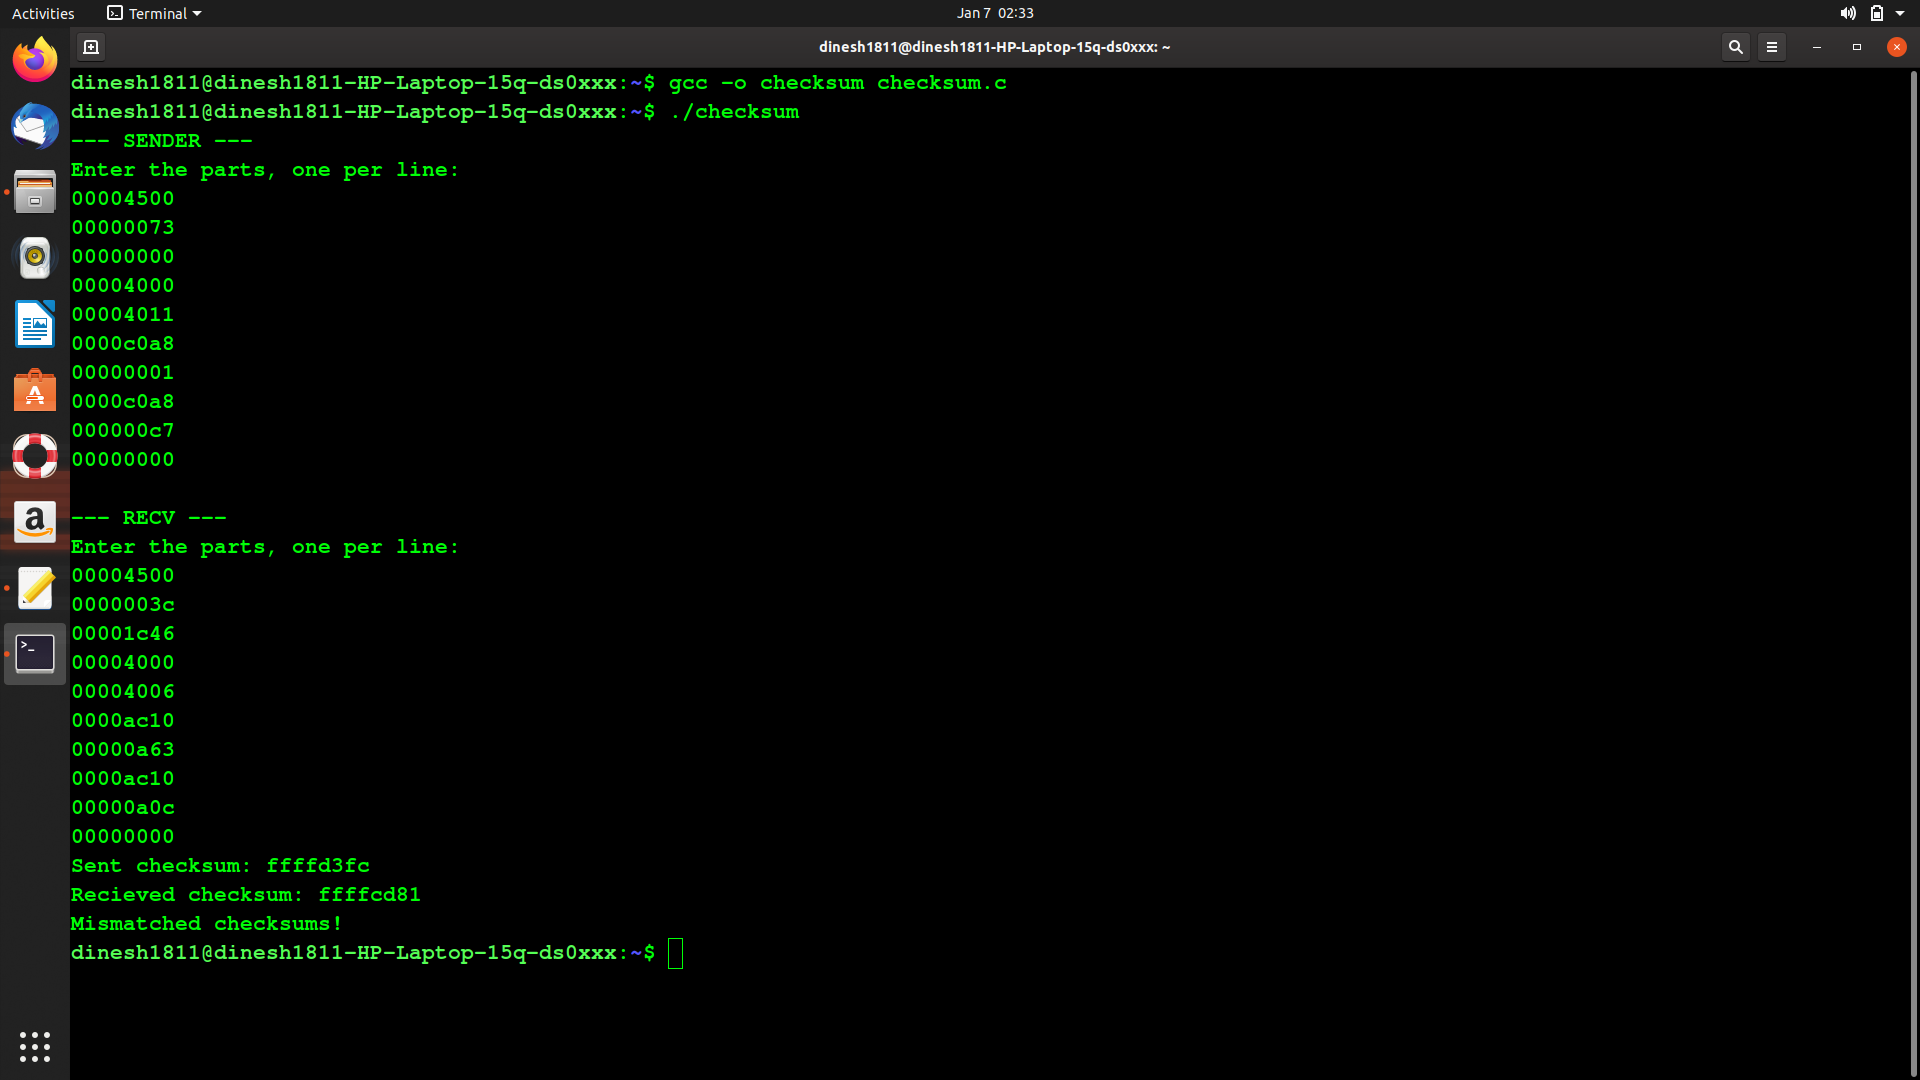 Activities
Terminal
Jan 7 02:33
dinesh1811@dinesh1811-HP-Laptop-15q-ds0xxx: ~
dinesh1811@dinesh1811-HP-Laptop-15q-ds0xxx:~$ gcc -o checksum checksum.c
dinesh1811@dinesh1811-HP-Laptop-15q-ds0xxx:~$ ./checksum
--- SENDER ---
Enter the parts, one per line:
00004500
00000073
00000000
00004000
00004011
0000c0a8
00000001
0000c0a8
000000c7
00000000
--- RECV ---
Enter the parts, one per line:
00004500
0000003c
00001c46
00004000
00004006
0000ac10
00000a63
0000ac10
00000a0c
00000000
Sent checksum: ffffd3fc
Recieved checksum: ffffcd81
Mismatched checksums!
dinesh1811@dinesh1811-HP-Laptop-15q-ds0xxx:~$